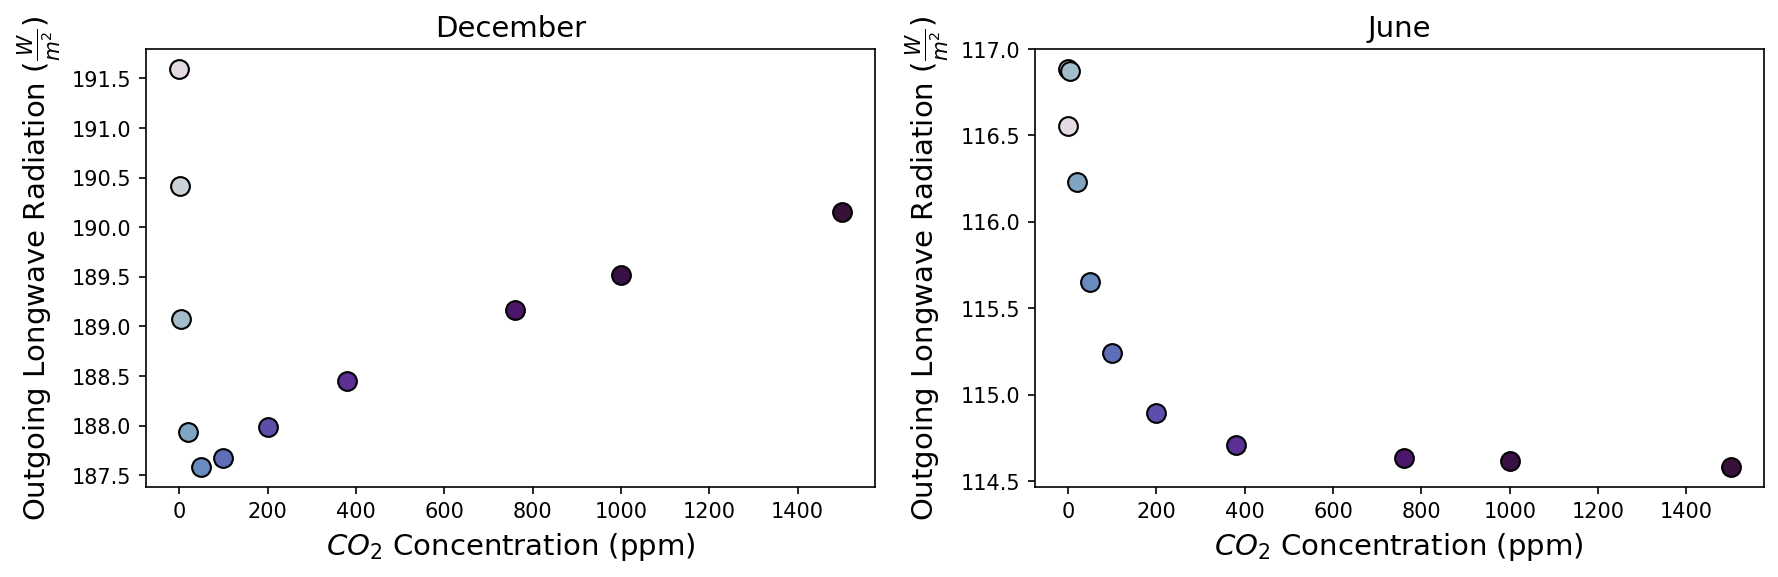 December
Outgoing Longwave Radiation (W/m²)
191.5
191.0
190.5
190.0
189.5
189.0
188.5
188.0
187.5
0 200 400 600 800 1000 1200 1400
CO₂ Concentration (ppm)
June
Outgoing Longwave Radiation (W/m²)
117.0
116.5
116.0
115.5
115.0
114.5
0 200 400 600 800 1000 1200 1400
CO₂ Concentration (ppm)